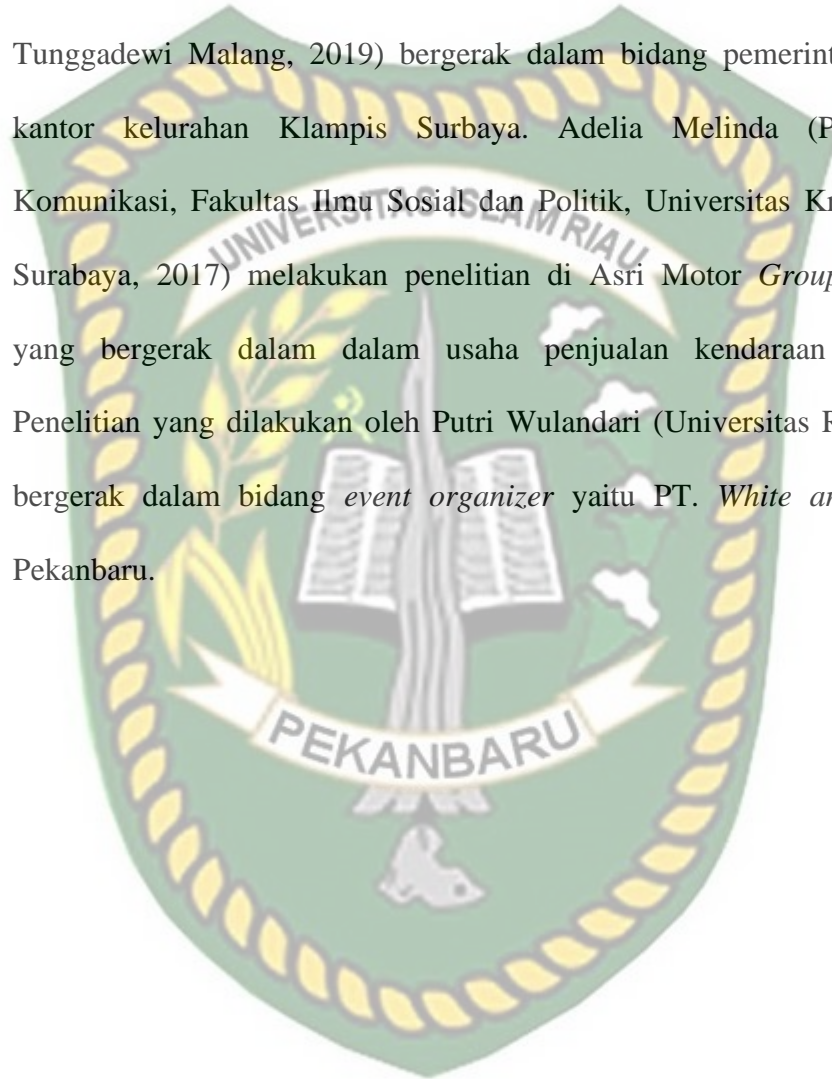 Tunggadewi Malang, 2019) bergerak dalam bidang pemerint
kantor kelurahan Klampis Surbaya. Adelia Melinda (P
Komunikasi, Fakultas Ilmu Sosial dan Politik, Universitas Kr
Surabaya, 2017) melakukan penelitian di Asri Motor Group
yang bergerak dalam dalam usaha penjualan kendaraan
Penelitian yang dilakukan oleh Putri Wulandari (Universitas R
bergerak dalam bidang event organizer yaitu PT. White an
Pekanbaru.
UNIVERSITAS ISLAM RIAU
PEKANBARU